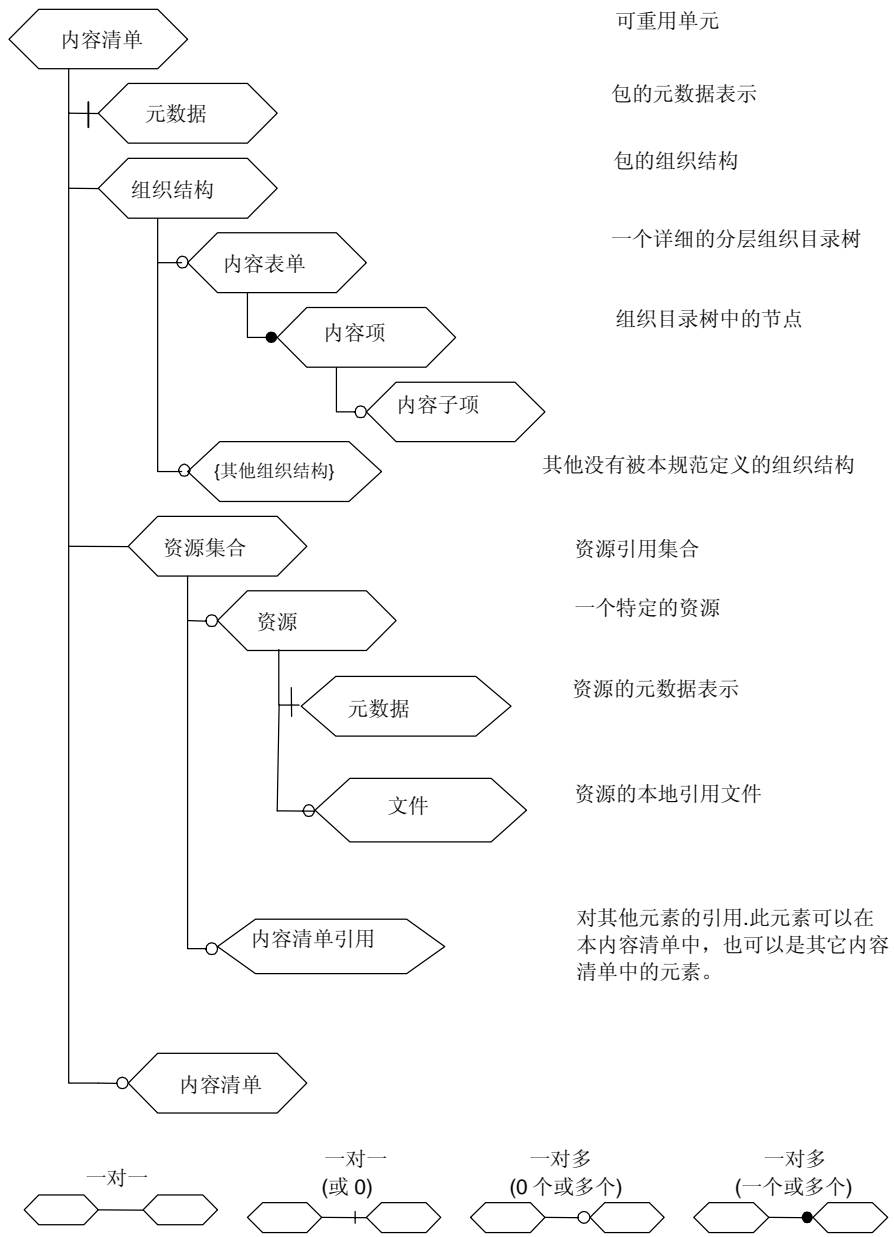 内容清单
可重用单元
元数据
包的元数据表示
组织结构
包的组织结构
内容表单
一个详细的分层组织目录树
内容项
组织目录树中的节点
内容子项
{其他组织结构}
其他没有被本规范定义的组织结构
资源集合
资源引用集合
资源
一个特定的资源
元数据
资源的元数据表示
文件
资源的本地引用文件
内容清单引用
对其他元素的引用.此元素可以在
本内容清单中，也可以是其它内容
清单中的元素。
内容清单
一对一
一对一
(或 0)
一对多
(0 个或多个)
一对多
(一个或多个)